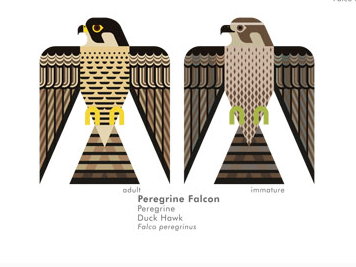 adult
immature
Peregrine Falcon
Peregrine
Duck Hawk
Falco peregrinus